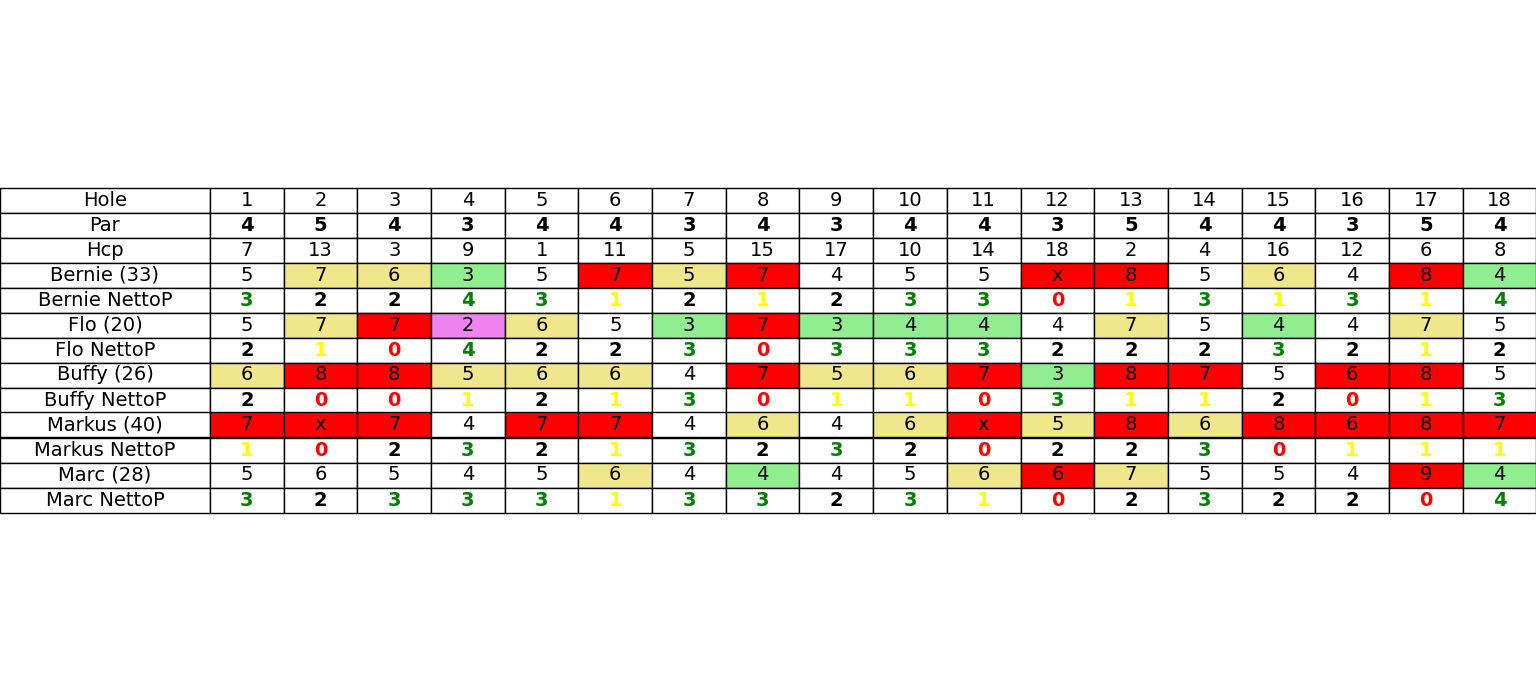 Hole 1 2 3 4 5 6 7 8 9 10 11 12 13 14 15 16 17 18
Par 4 5 4 3 4 4 3 4 3 4 4 3 5 4 4 3 5 4
Hcp 7 13 3 9 1 11 5 15 17 10 14 18 2 4 16 12 6 8
Bernie (33) 5 7 6 3 5 7 5 7 4 5 5 x 8 5 6 4 8 4
Bernie NettoP 3 2 2 4 3 1 2 1 2 3 3 0 1 3 1 3 1 4
Flo (20) 5 7 7 2 6 5 3 7 3 4 4 4 7 5 4 4 7 5
Flo NettoP 2 1 0 4 2 2 3 0 3 3 3 2 2 2 3 2 1 2
Buffy (26) 6 8 8 5 6 6 4 7 5 6 7 3 8 7 5 6 8 5
Buffy NettoP 2 0 0 1 2 1 3 0 1 1 0 3 1 1 2 0 1 3
Markus (40) 7 x 7 4 7 7 4 6 4 6 x 5 8 6 8 6 8 7
Markus NettoP 1 0 2 3 2 1 3 2 3 2 0 2 2 3 0 1 1 1
Marc (28) 5 6 5 4 5 6 4 4 4 5 6 6 7 5 5 4 9 4
Marc NettoP 3 2 3 3 3 1 3 3 2 3 1 0 2 3 2 2 0 4